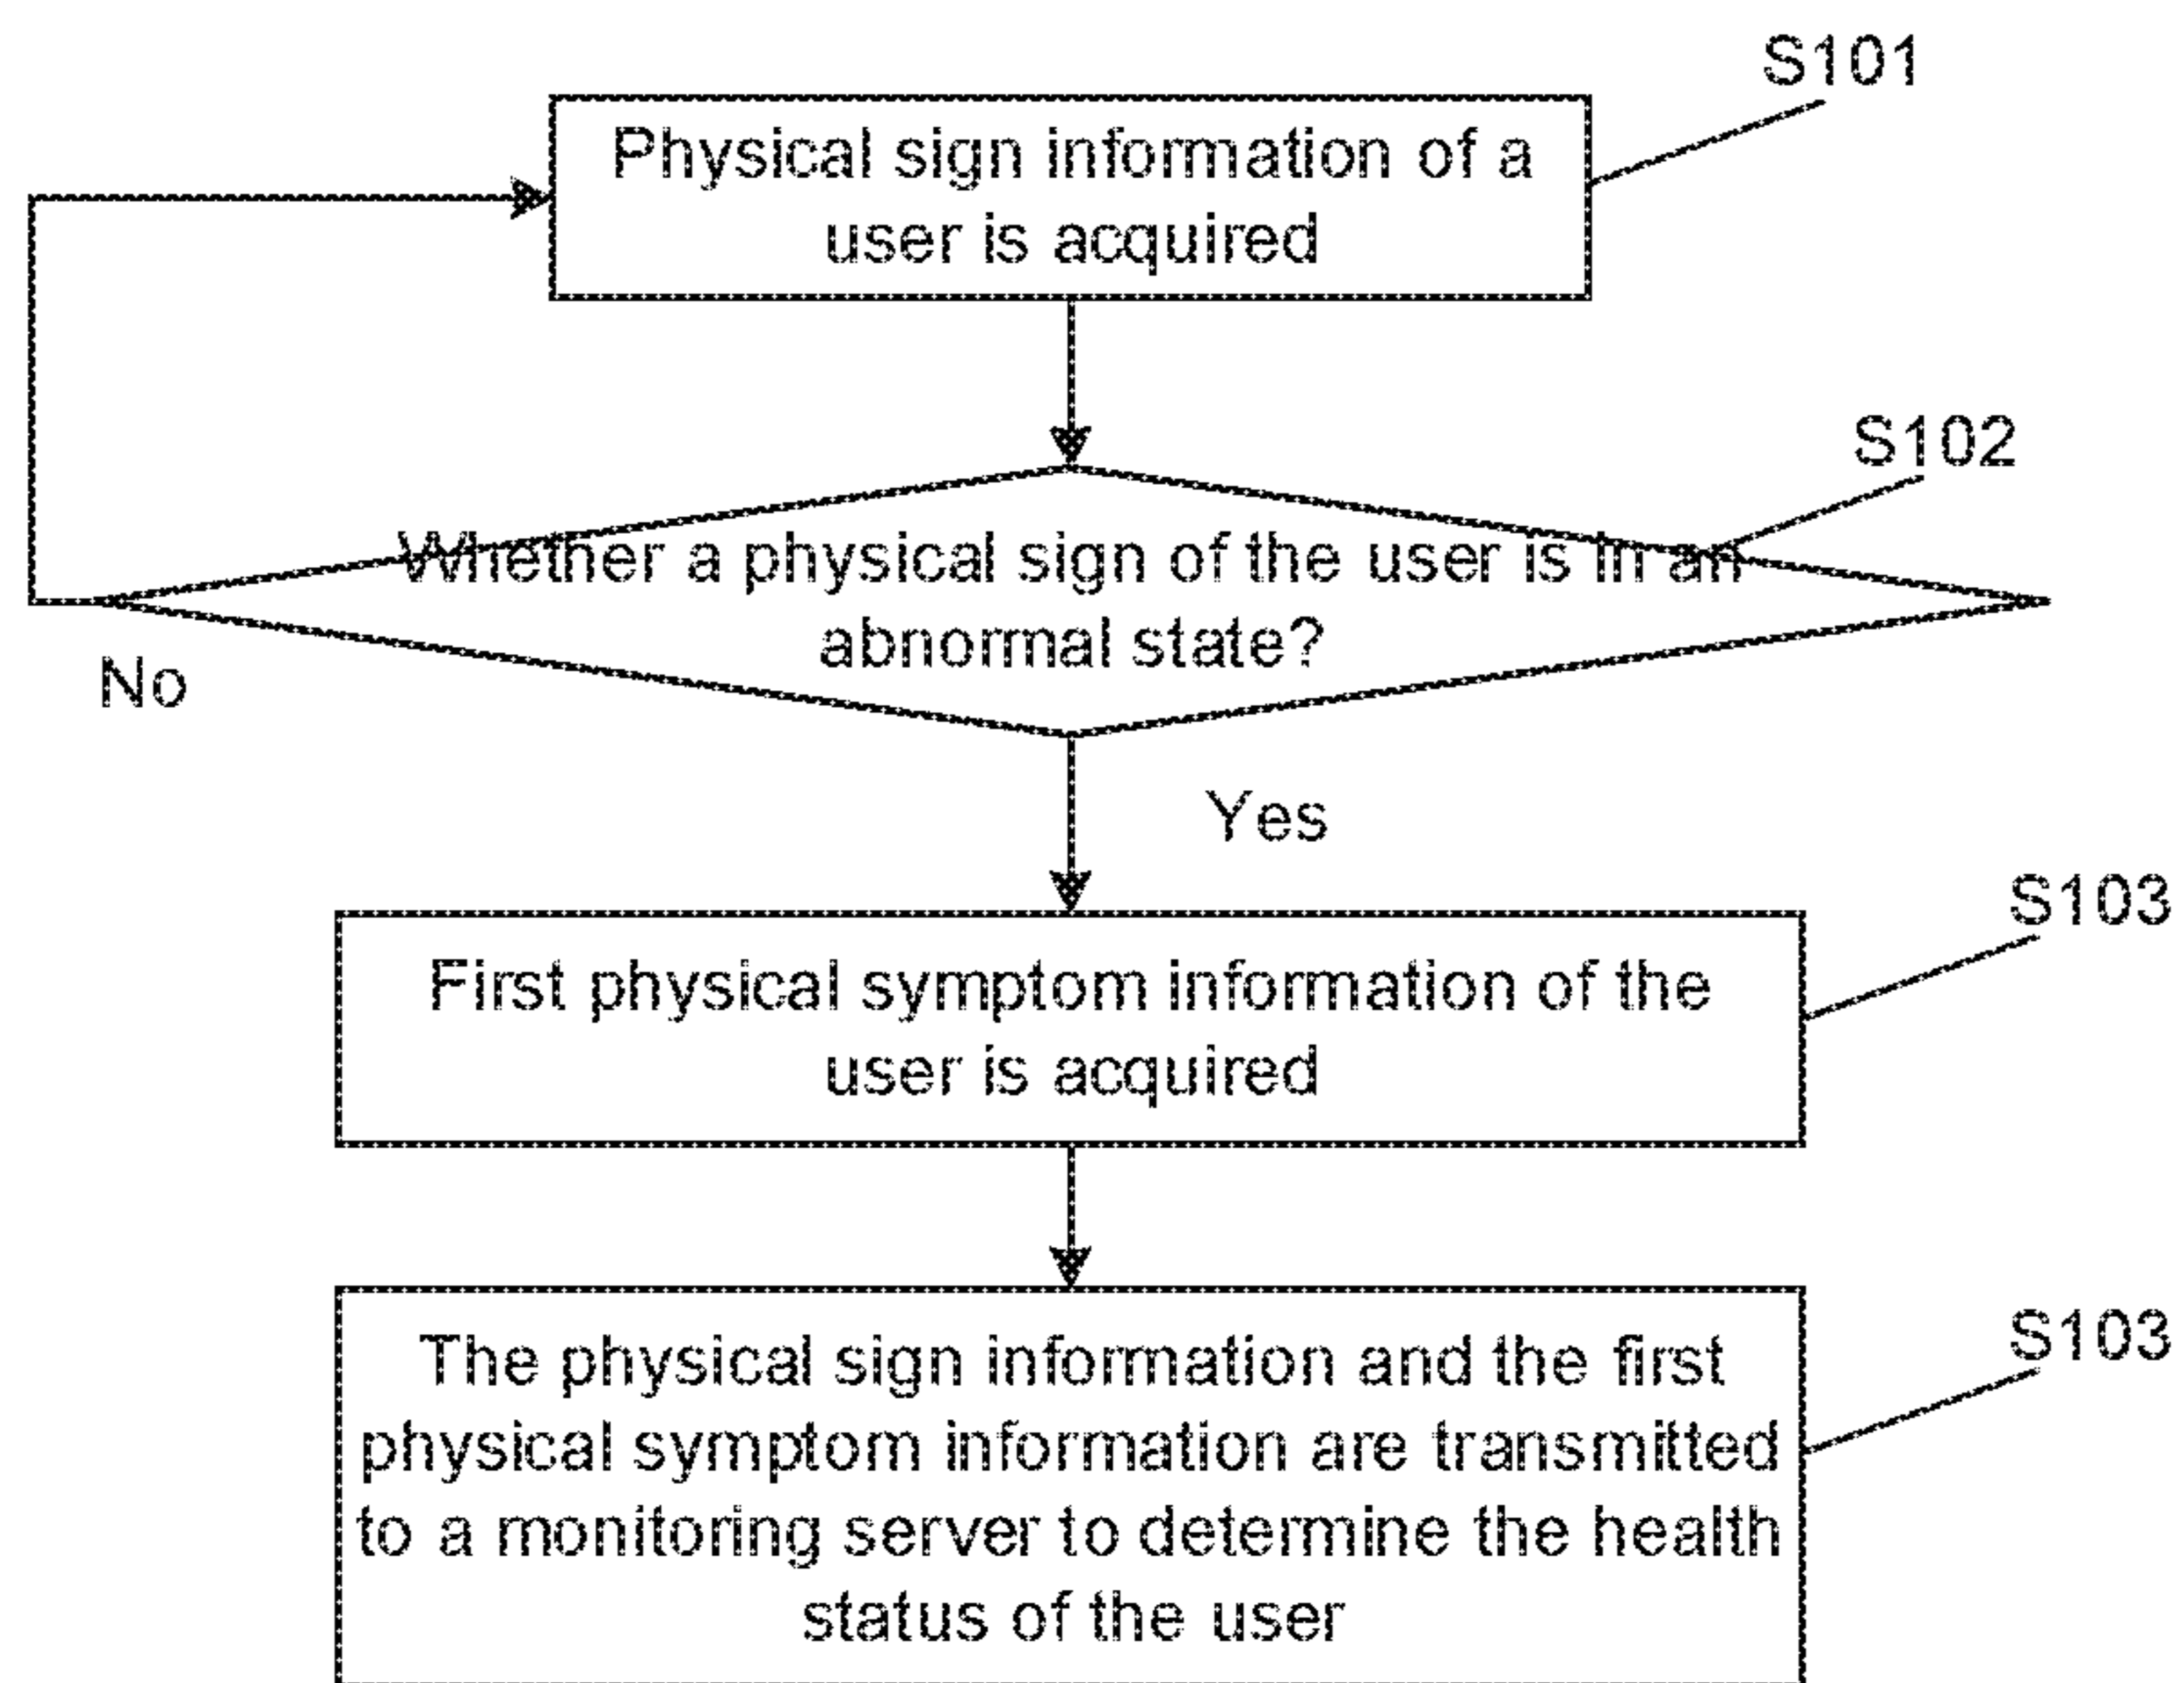 S101
Physical sign information of a
user is acquired
S102
Whether a physical sign of the user is in an
abnormal state?
No
Yes
S103
First physical symptom information of the
user is acquired
S103
The physical sign information and the first
physical symptom information are transmitted
to a monitoring server to determine the health
status of the user